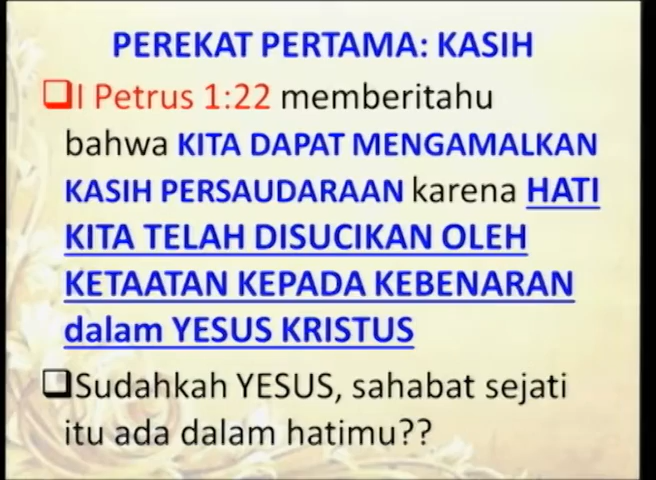 PEREKAT PERTAMA: KASIH
❑I Petrus 1:22 memberitahu
bahwa KITA DAPAT MENGAMALKAN
KASIH PERSAUDARAAN karena HATI
KITA TELAH DISUCIKAN OLEH
KETAATAN KEPADA KEBENARAN
dalam YESUS KRISTUS
❑Sudahkah YESUS, sahabat sejati
itu ada dalam hatimu??